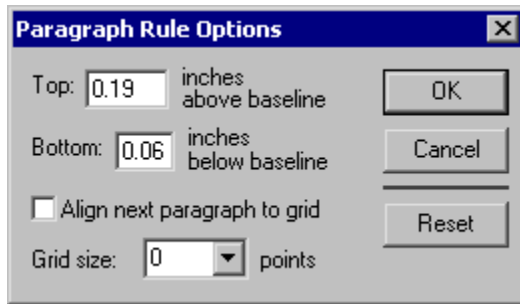 Paragraph Rule Options
Top: 0.19 inches
above baseline
Bottom: 0.06 inches
below baseline
Align next paragraph to grid
Grid size: 0 points
OK
Cancel
Reset